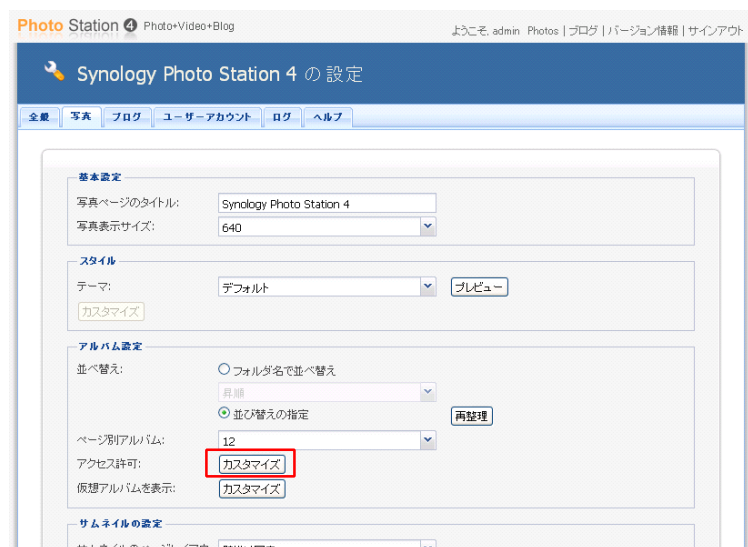 Photo Station 4 Photo+Video+Blog
ようこそ, admin Photos | ブログ | バージョン情報 | サインアウト
Synology Photo Station 4 の設定
全般 写真 ブログ ユーザーアカウント ログ ヘルプ
基本設定
写真ページのタイトル: Synology Photo Station 4
写真表示サイズ: 640
スタイル
テーマ: デフォルト プレビュー
カスタマイズ
アルバム設定
並べ替え: フォルダ名で並べ替え
昇順
並び替えの指定 再整理
ページ別アルバム: 12
アクセス許可: カスタマイズ
仮想アルバムを表示: カスタマイズ
サムネイルの設定